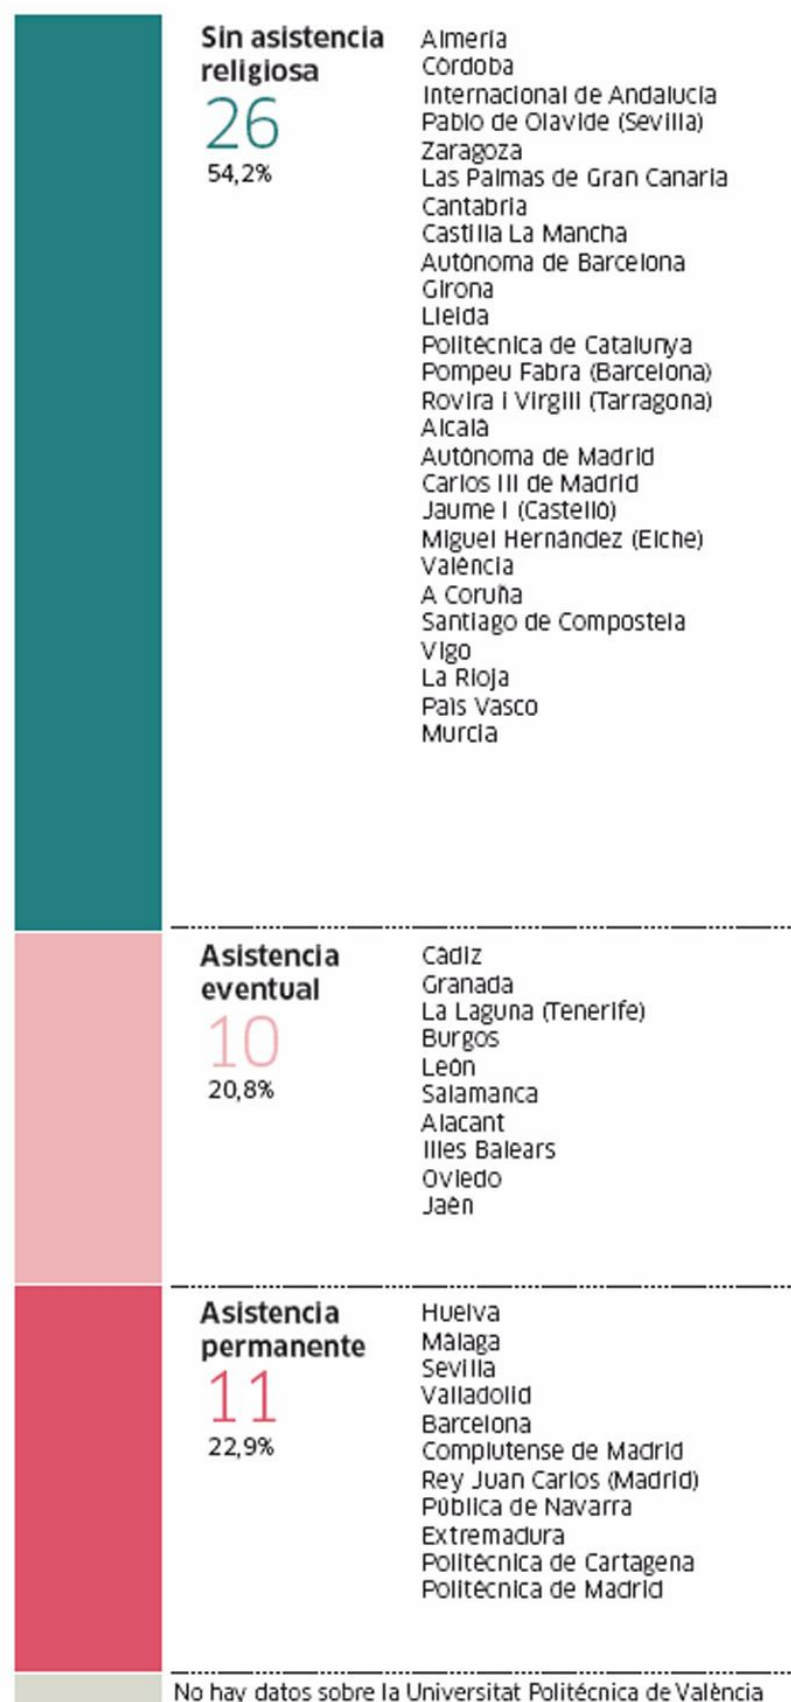 Sin asistencia
religiosa
26
54,2%
Almería
Córdoba
Internacional de Andalucía
Pablo de Olavide (Sevilla)
Zaragoza
Las Palmas de Gran Canaria
Cantabria
Castilla La Mancha
Autónoma de Barcelona
Girona
Lleida
Politécnica de Catalunya
Pompeu Fabra (Barcelona)
Rovira i Virgili (Tarragona)
Alcalá
Autónoma de Madrid
Carlos III de Madrid
Jaume I (Castelló)
Miguel Hernández (Elche)
València
A Coruña
Santiago de Compostela
Vigo
La Rioja
País Vasco
Murcia
Asistencia
eventual
10
20,8%
Cádiz
Granada
La Laguna (Tenerife)
Burgos
León
Salamanca
Alacant
Illes Balears
Oviedo
Jaén
Asistencia
permanente
11
22,9%
Huelva
Málaga
Sevilla
Valladolid
Barcelona
Complutense de Madrid
Rey Juan Carlos (Madrid)
Pública de Navarra
Extremadura
Politécnica de Cartagena
Politécnica de Madrid
No hay datos sobre la Universitat Politécnica de València